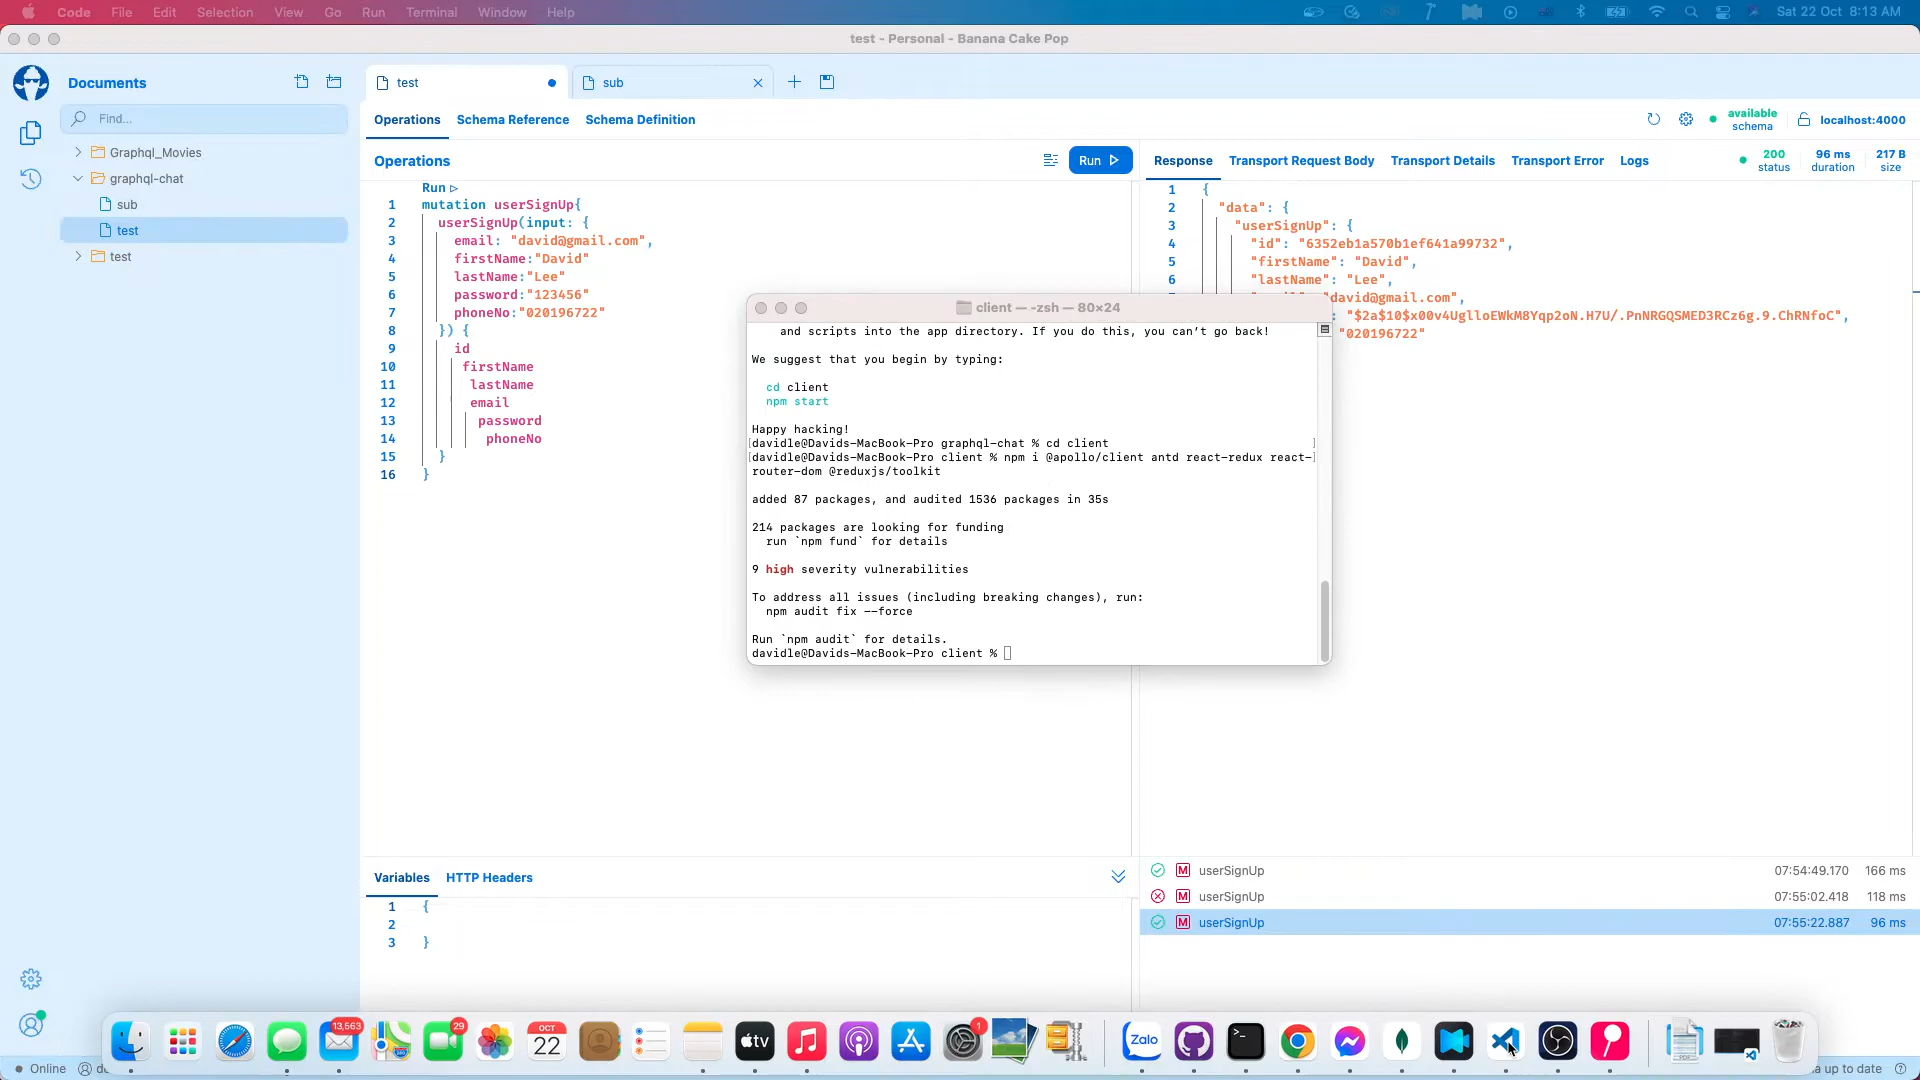 Code File Edit Selection View Go Run Terminal Window Help
Sat 22 Oct 8:13 AM
test - Personal - Banana Cake Pop
Documents
Find...
Graphql_Movies
graphql-chat
sub
test
test
test
sub
Operations Schema Reference Schema Definition
available
schema
localhost:4000
Operations
Run
Response Transport Request Body Transport Details Transport Error Logs
200
status
96 ms
duration
217 B
size
Run
1 mutation userSignUp{
2 userSignUp(input: {
3 email: "david@gmail.com",
4 firstName:"David"
5 lastName:"Lee"
6 password:"123456"
7 phoneNo:"020196722"
8 }) {
9 id
10 firstName
11 lastName
12 email
13 password
14 phoneNo
15 }
16 }
1 {
2 "data": {
3 "userSignUp": {
4 "id": "6352eb1a570b1ef641a99732",
5 "firstName": "David",
6 "lastName": "Lee",
david@gmail.com",
"$2a$10$x00v4UglloEWkM8Yqp2oN.H7U/.PnNRGQSMED3RCz6g.9.ChRNfoC",
"020196722"
client — -zsh — 80×24
and scripts into the app directory. If you do this, you can’t go back!
We suggest that you begin by typing:
cd client
npm start
Happy hacking!
[davidle@Davids-MacBook-Pro graphql-chat % cd client ]
[davidle@Davids-MacBook-Pro client % npm i @apollo/client antd react-redux react-]
router-dom @reduxjs/toolkit
added 87 packages, and audited 1536 packages in 35s
214 packages are looking for funding
run `npm fund` for details
9 high severity vulnerabilities
To address all issues (including breaking changes), run:
npm audit fix --force
Run `npm audit` for details.
davidle@Davids-MacBook-Pro client %
Variables HTTP Headers
1 {
2
3 }
M userSignUp 07:54:49.170 166 ms
M userSignUp 07:55:02.418 118 ms
M userSignUp 07:55:22.887 96 ms
13,563
29
OCT
22
tv
1
Zalo
Online
up to date